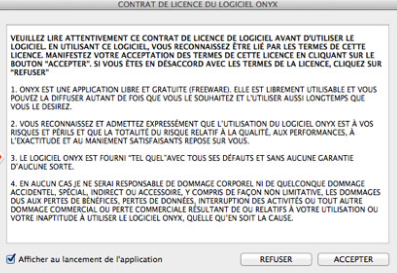 CONTRAT DE LICENCE DU LOGICIEL ONYX
VEUILLEZ LIRE ATTENTIVEMENT CE CONTRAT DE LICENCE DE LOGICIEL AVANT D'UTILISER LE
LOGICIEL. EN UTILISANT CE LOGICIEL, VOUS RECONNAISSEZ ÊTRE LIÉ PAR LES TERMES DE CETTE
LICENCE. MANIFESTEZ VOTRE ACCEPTATION DES TERMES DE CETTE LICENCE EN CLIQUANT SUR LE
BOUTON "ACCEPTER". SI VOUS ÊTES EN DÉSACCORD AVEC LES TERMES DE LA LICENCE, CLIQUEZ SUR
"REFUSER"
1. ONYX EST UNE APPLICATION LIBRE ET GRATUITE (FREEWARE). ELLE EST LIBREMENT UTILISABLE ET VOUS
POUVEZ LA DIFFUSER AUTANT DE FOIS QUE VOUS LE SOUHAITEZ ET L'UTILISER AUSSI LONGTEMPS QUE
VOUS LE DESIREZ.
2. VOUS RECONNAISSEZ ET ADMETTEZ EXPRESSÉMENT QUE L'UTILISATION DU LOGICIEL ONYX EST À VOS
RISQUES ET PÉRILS ET QUE LA TOTALITÉ DU RISQUE RELATIF À LA QUALITÉ, AUX PERFORMANCES, À
L'EXACTITUDE ET AU MANIEMENT SATISFAISANTS REPOSE SUR VOUS.
3. LE LOGICIEL ONYX EST FOURNI "TEL QUEL"AVEC TOUS SES DÉFAUTS ET SANS AUCUNE GARANTIE
D'AUCUNE SORTE.
4. EN AUCUN CAS JE NE SERAI RESPONSABLE DE DOMMAGE CORPOREL NI DE QUELCONQUE DOMMAGE
ACCIDENTEL, SPÉCIAL, INDIRECT OU ACCESSOIRE, Y COMPRIS DE FAÇON NON LIMITATIVE, LES DOMMAGES
DUS AUX PERTES DE BÉNÉFICES, PERTES DE DONNÉES, INTERRUPTION DES ACTIVITÉS OU TOUT AUTRE
DOMMAGE COMMERCIAL OU PERTE COMMERCIALE RÉSULTANT DE OU RELATIFS À VOTRE UTILISATION OU
VOTRE INAPTITUDE À UTILISER LE LOGICIEL ONYX, QUELLE QU'EN SOIT LA CAUSE.
Afficher au lancement de l'application
REFUSER
ACCEPTER